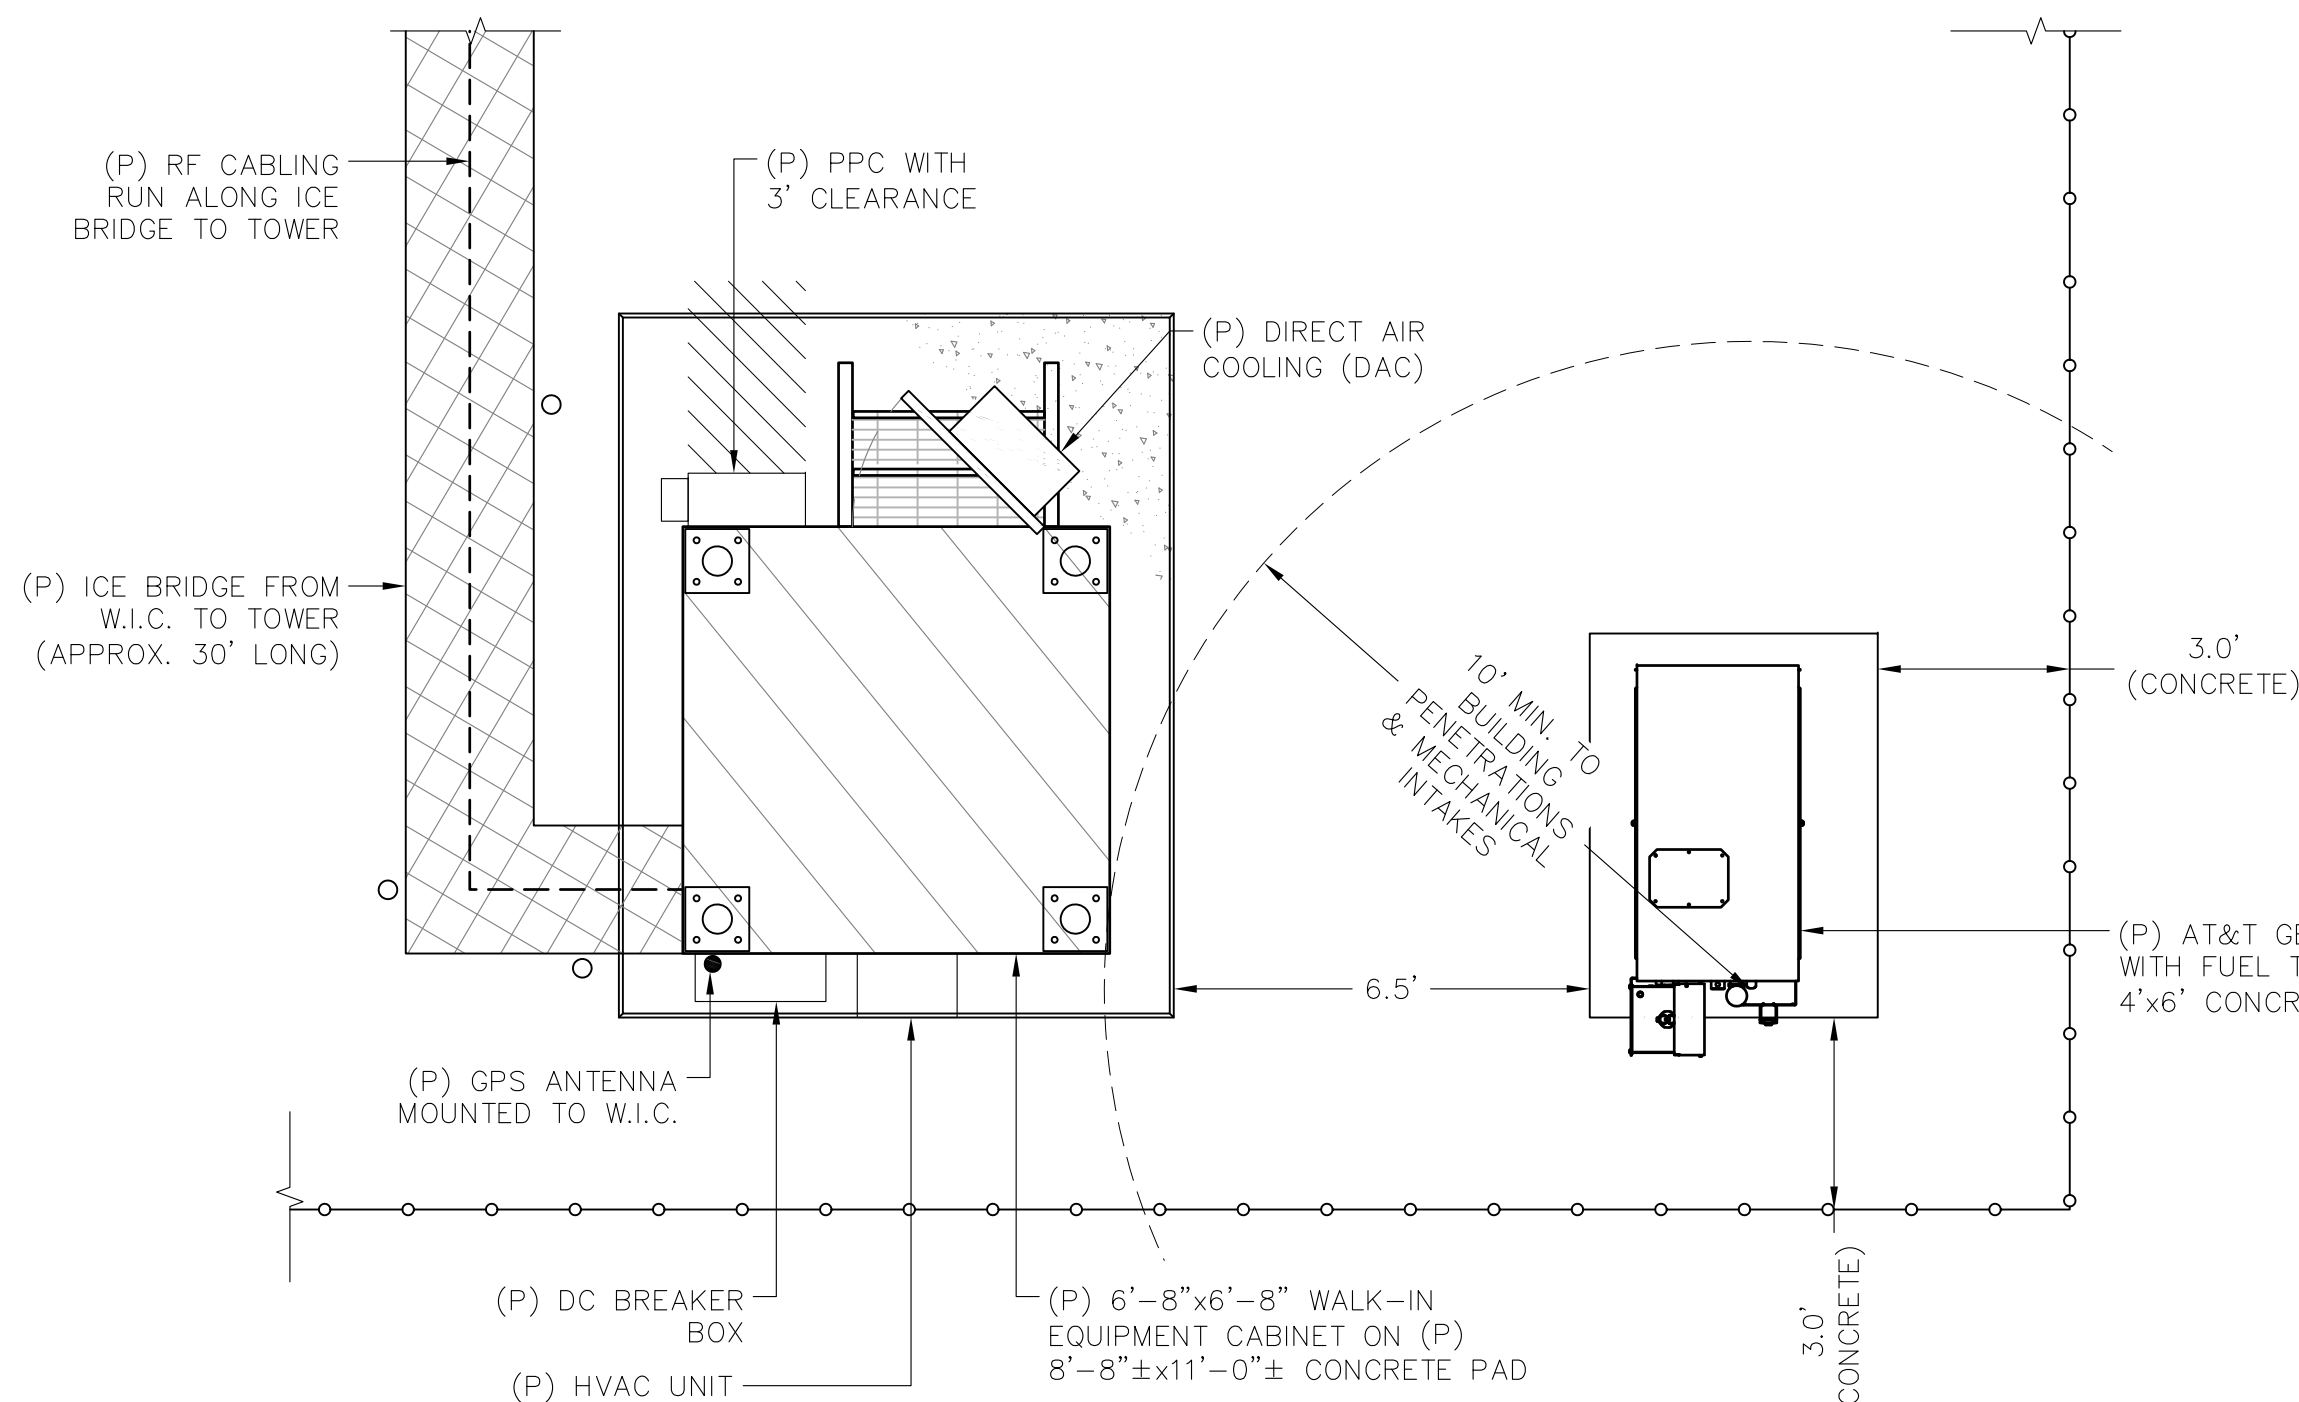 (P) RF CABLING
RUN ALONG ICE
BRIDGE TO TOWER
(P) PPC WITH
3' CLEARANCE
(P) DIRECT AIR
COOLING (DAC)
(P) ICE BRIDGE FROM
W.I.C. TO TOWER
(APPROX. 30' LONG)
10' MIN. TO
BUILDING
PENETRATIONS
& MECHANICAL
INTAKES
3.0'
(CONCRETE)
(P) AT&T
WITH FUEL
4'x6'
6.5'
(P) GPS ANTENNA
MOUNTED TO W.I.C.
(P) DC BREAKER
BOX
(P) HVAC UNIT
(P) 6'-8"x6'-8" WALK-IN
EQUIPMENT CABINET ON (P)
8'-8"±x11'-0"± CONCRETE PAD
3.0'
CONCRETE)